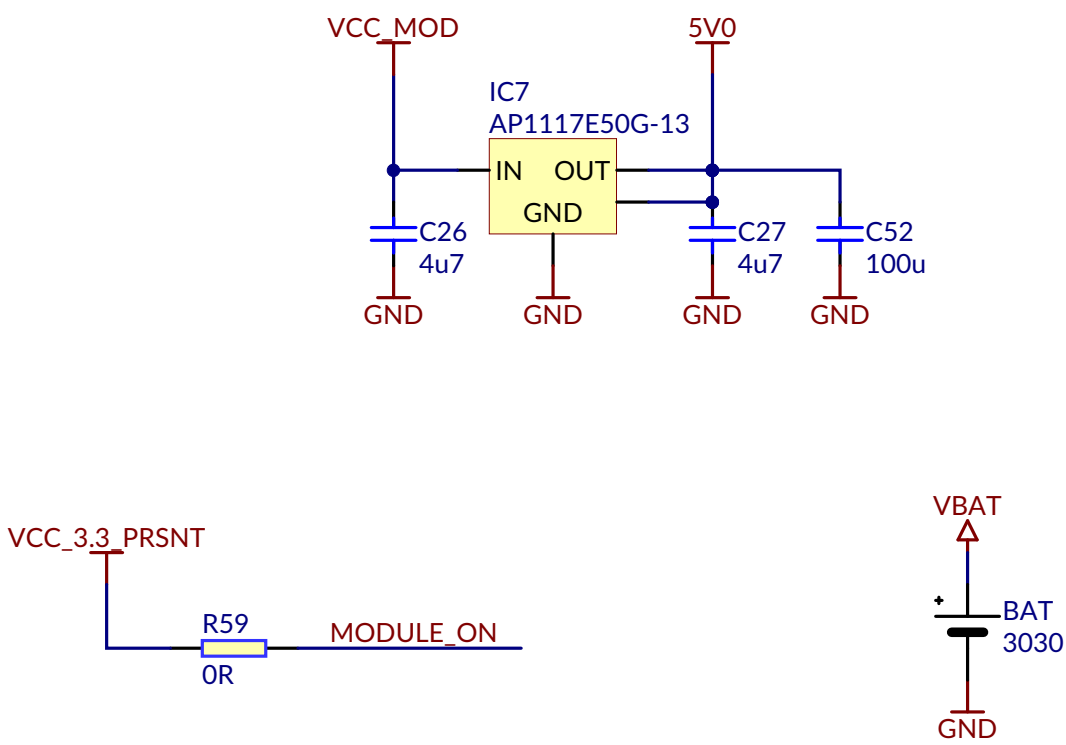 VCC_MOD
5V0
IC7
AP1117E50G-13
IN OUT
GND
C26
4u7
C27
4u7
C52
100u
GND
GND
GND
GND
VCC_3.3_PRSNT
R59
0R
MODULE_ON
VBAT
+
BAT
3030
GND